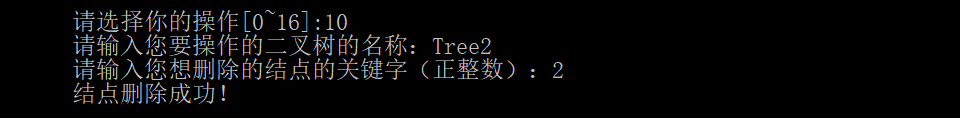 请选择你的操作[0~16]:10
请输入您要操作的二叉树的名称：Tree2
请输入您想删除的结点的关键字（正整数）：2
结点删除成功!